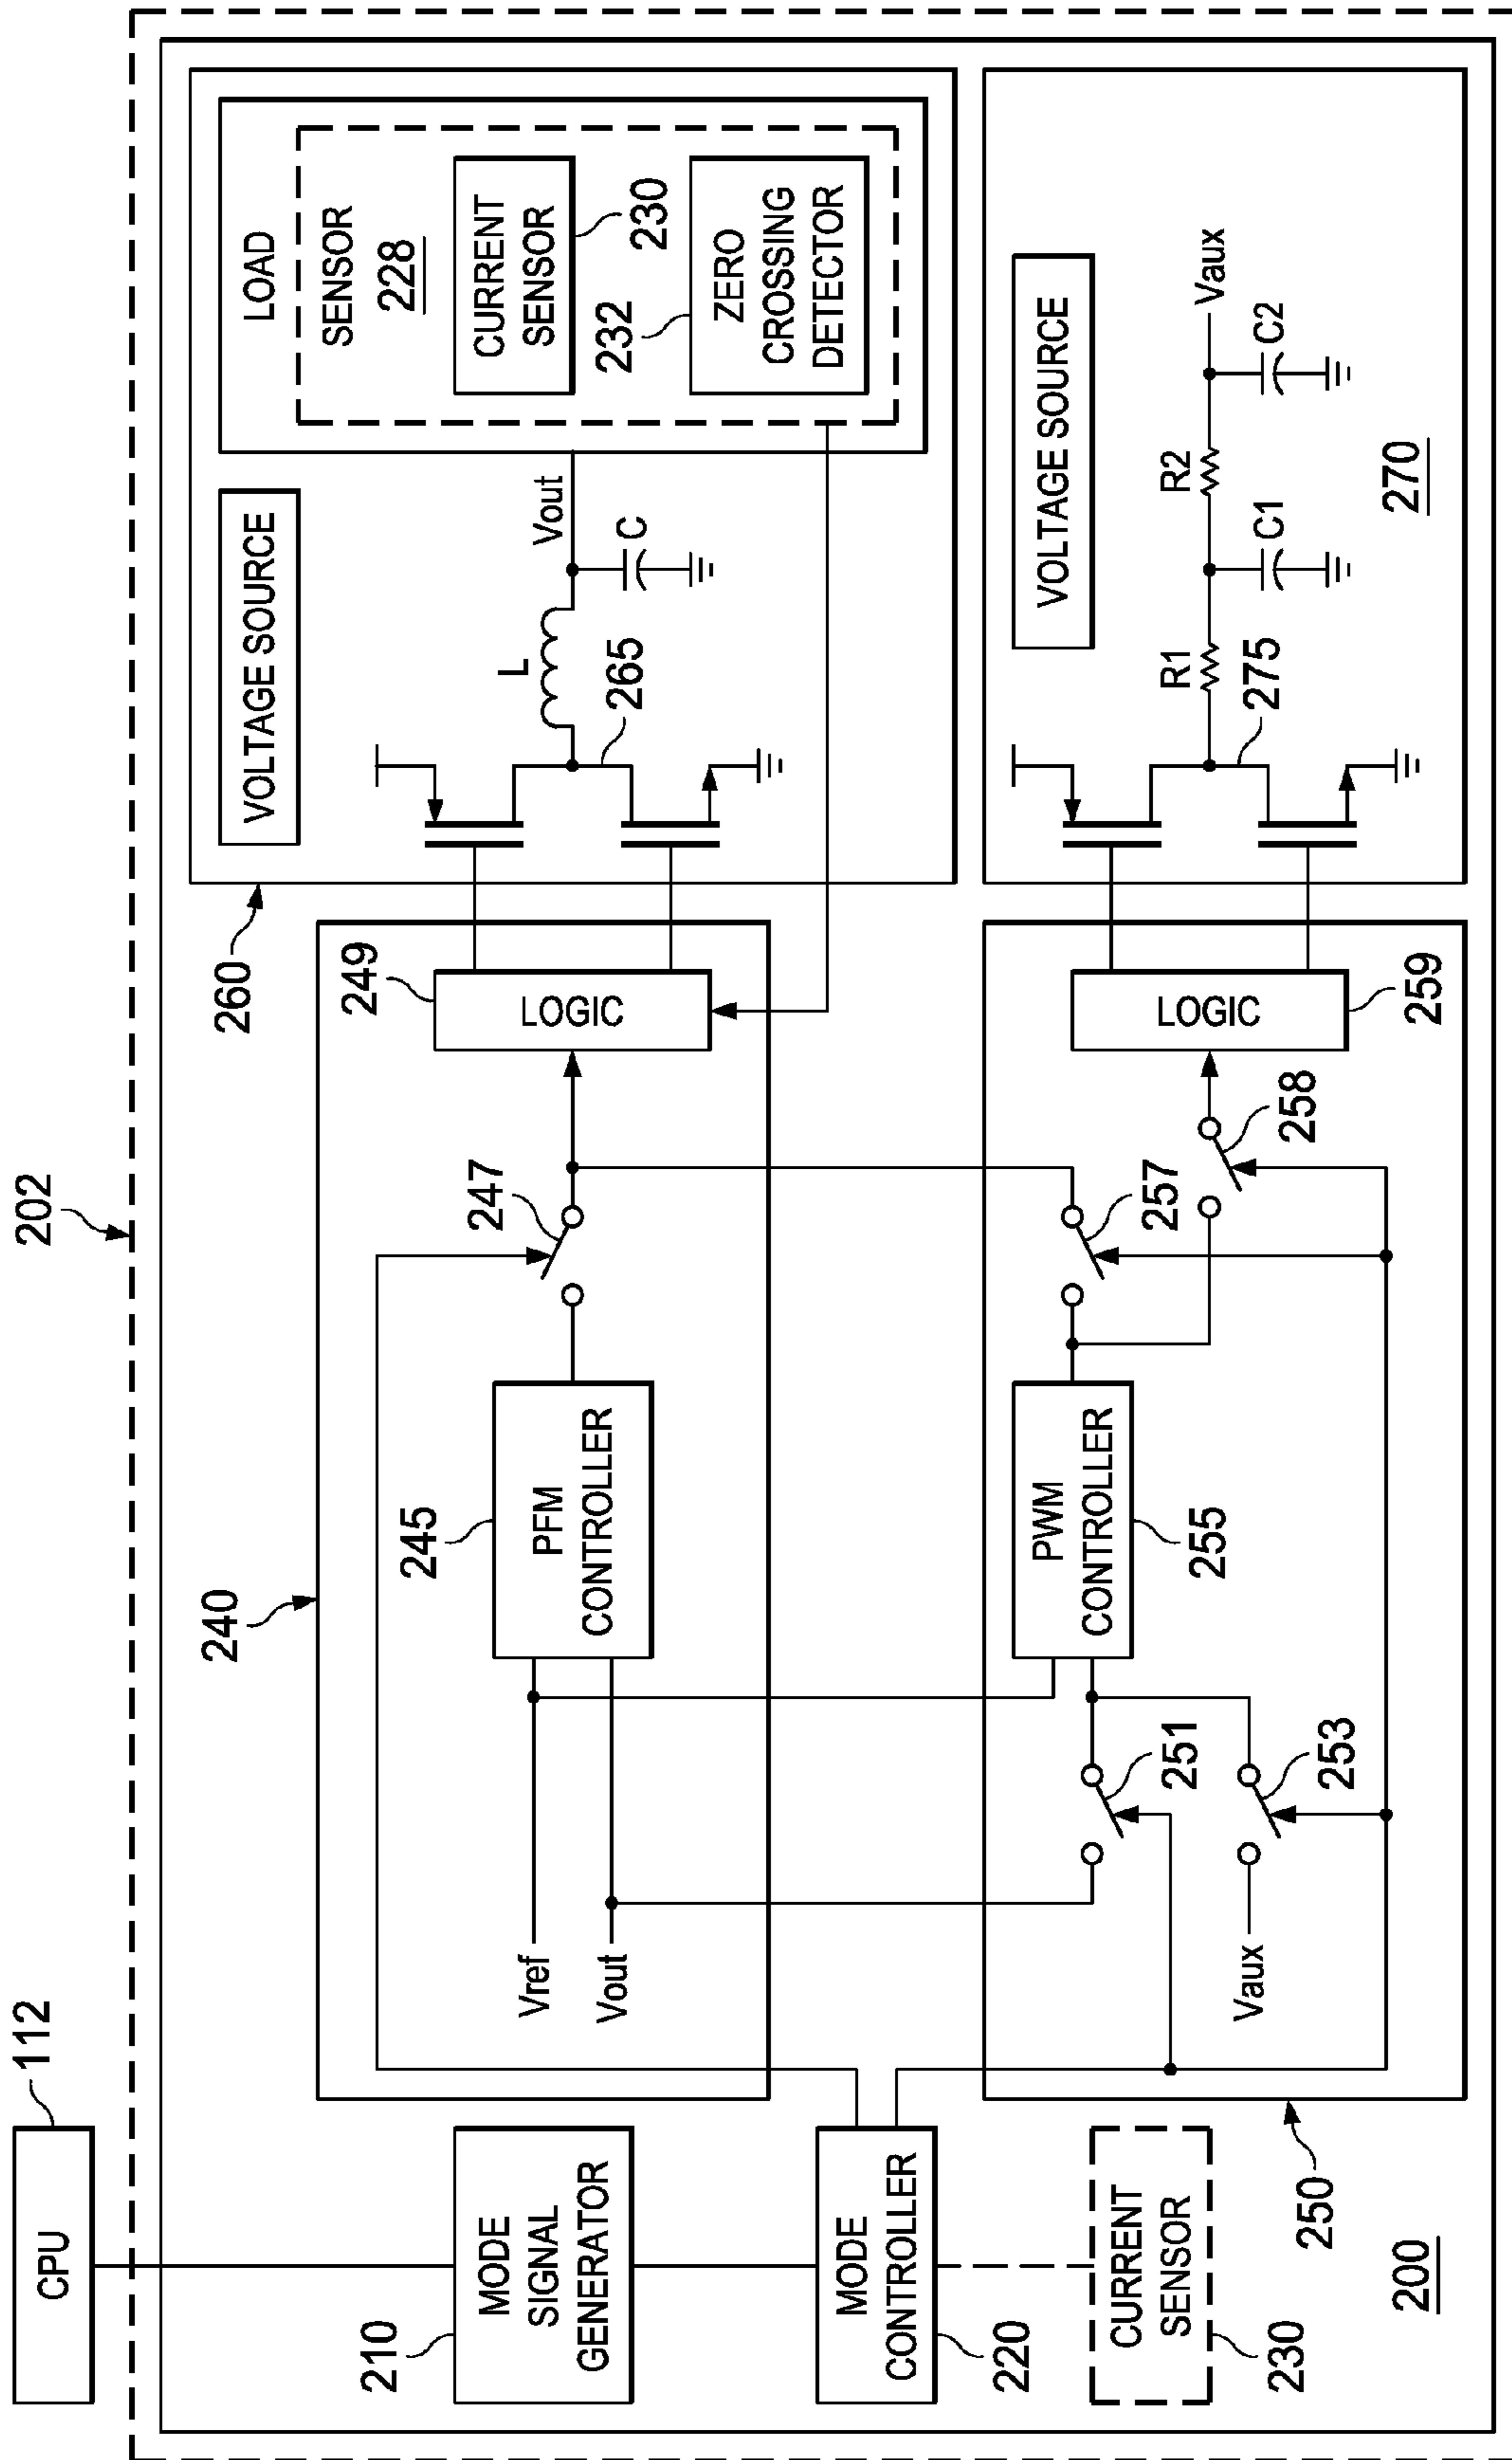 202
CPU
112
MODE
SIGNAL
GENERATOR
210
MODE
CONTROLLER
220
CURRENT
SENSOR
230
200
240
Vref
Vout
PFM
CONTROLLER
245
247
LOGIC
249
250
251
Vaux
253
PWM
CONTROLLER
255
257
258
LOGIC
259
260
VOLTAGE SOURCE
265
L
C
Vout
LOAD
SENSOR
228
CURRENT
SENSOR
230
232
ZERO
CROSSING
DETECTOR
VOLTAGE SOURCE
275
R1
C1
R2
C2
Vaux
270